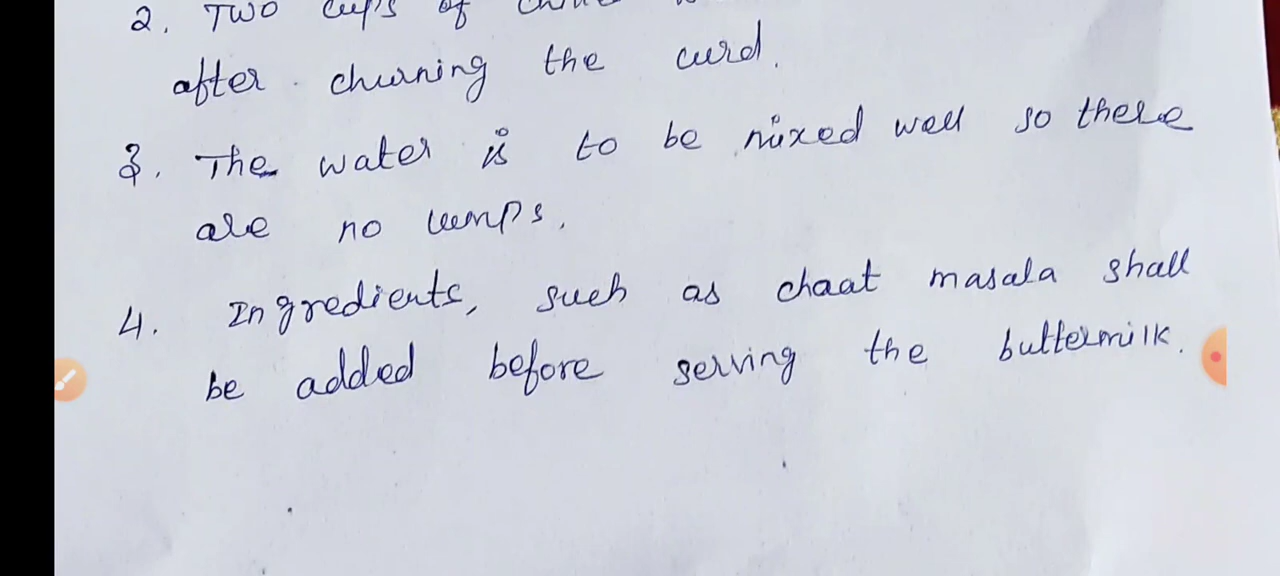 2. Two cups of
after churning the curd.
3. The water is to be mixed well so there
are no lumps.
4. Ingredients, such as chaat masala shall
be added before serving the buttermilk.